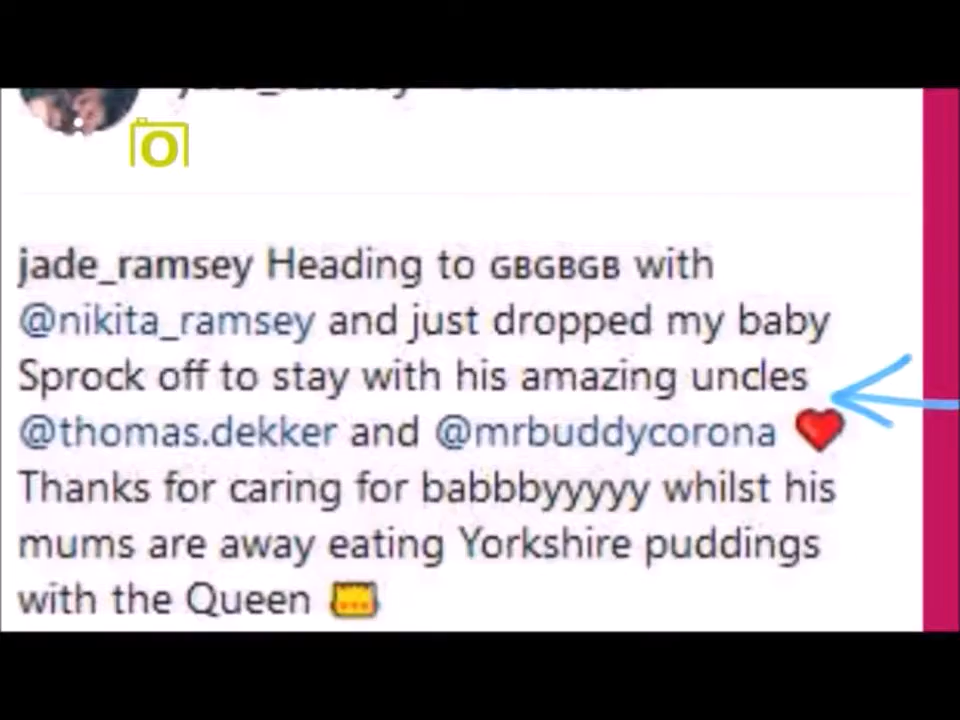 jade_ramsey Heading to GBGBGB with
@nikita_ramsey and just dropped my baby
Sprock off to stay with his amazing uncles
@thomas.dekker and @mrbuddycorona ❤️
Thanks for caring for babbbyyyyy whilst his
mums are away eating Yorkshire puddings
with the Queen